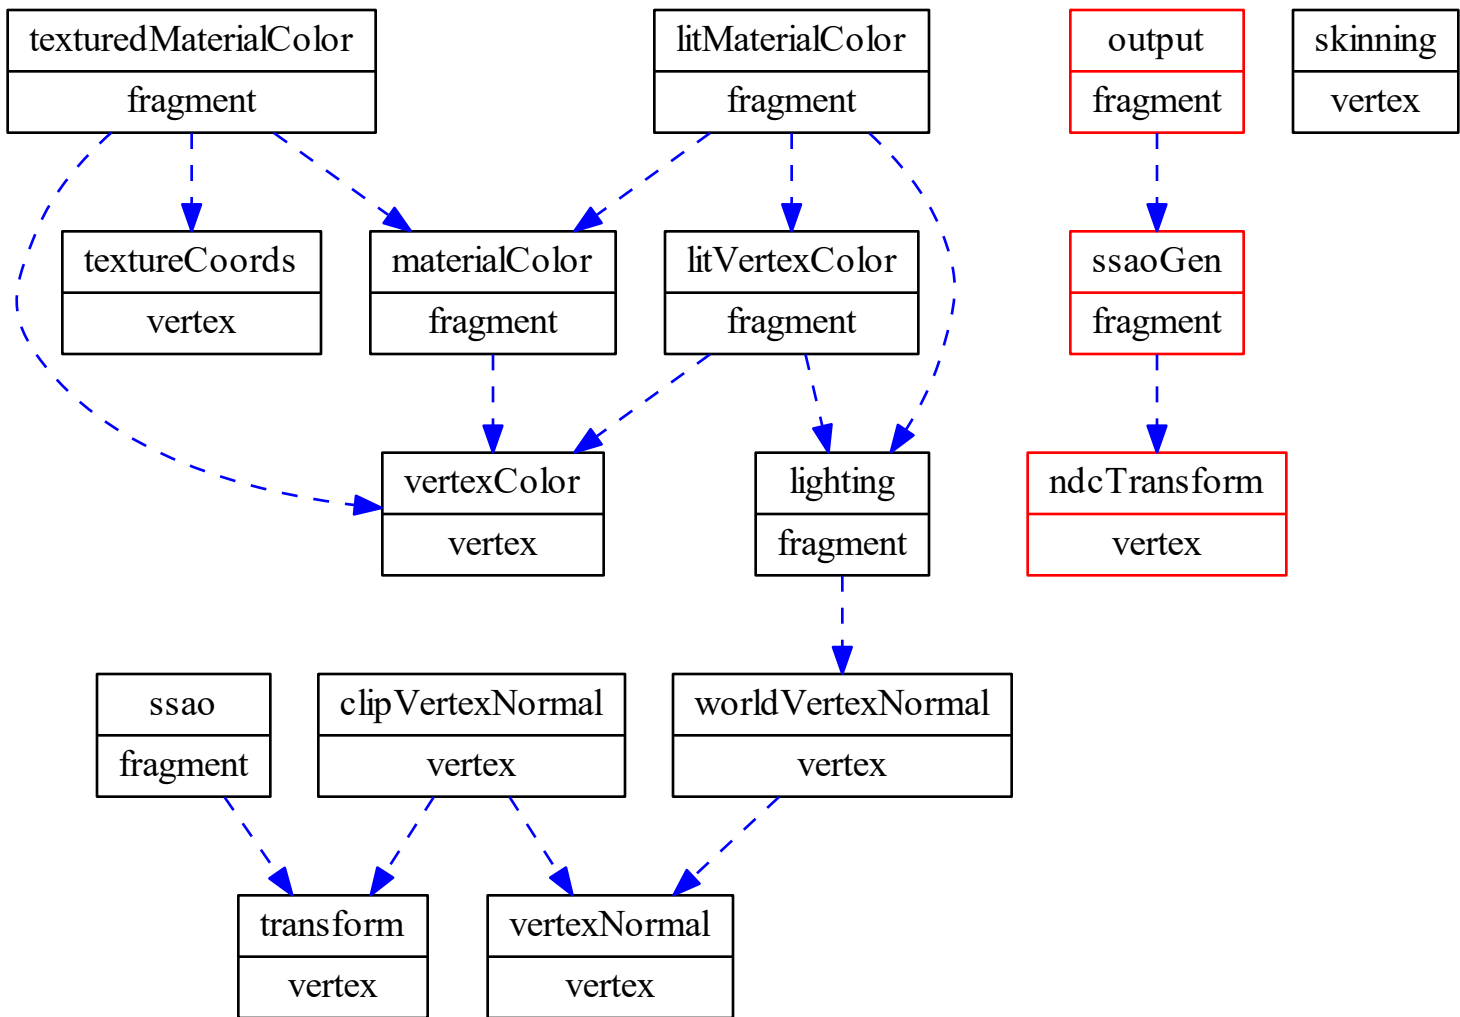 texturedMaterialColor
fragment
litMaterialColor
fragment
output
fragment
skinning
vertex
textureCoords
vertex
materialColor
fragment
litVertexColor
fragment
ssaoGen
fragment
vertexColor
vertex
lighting
fragment
ndcTransform
vertex
ssao
fragment
clipVertexNormal
vertex
worldVertexNormal
vertex
transform
vertex
vertexNormal
vertex